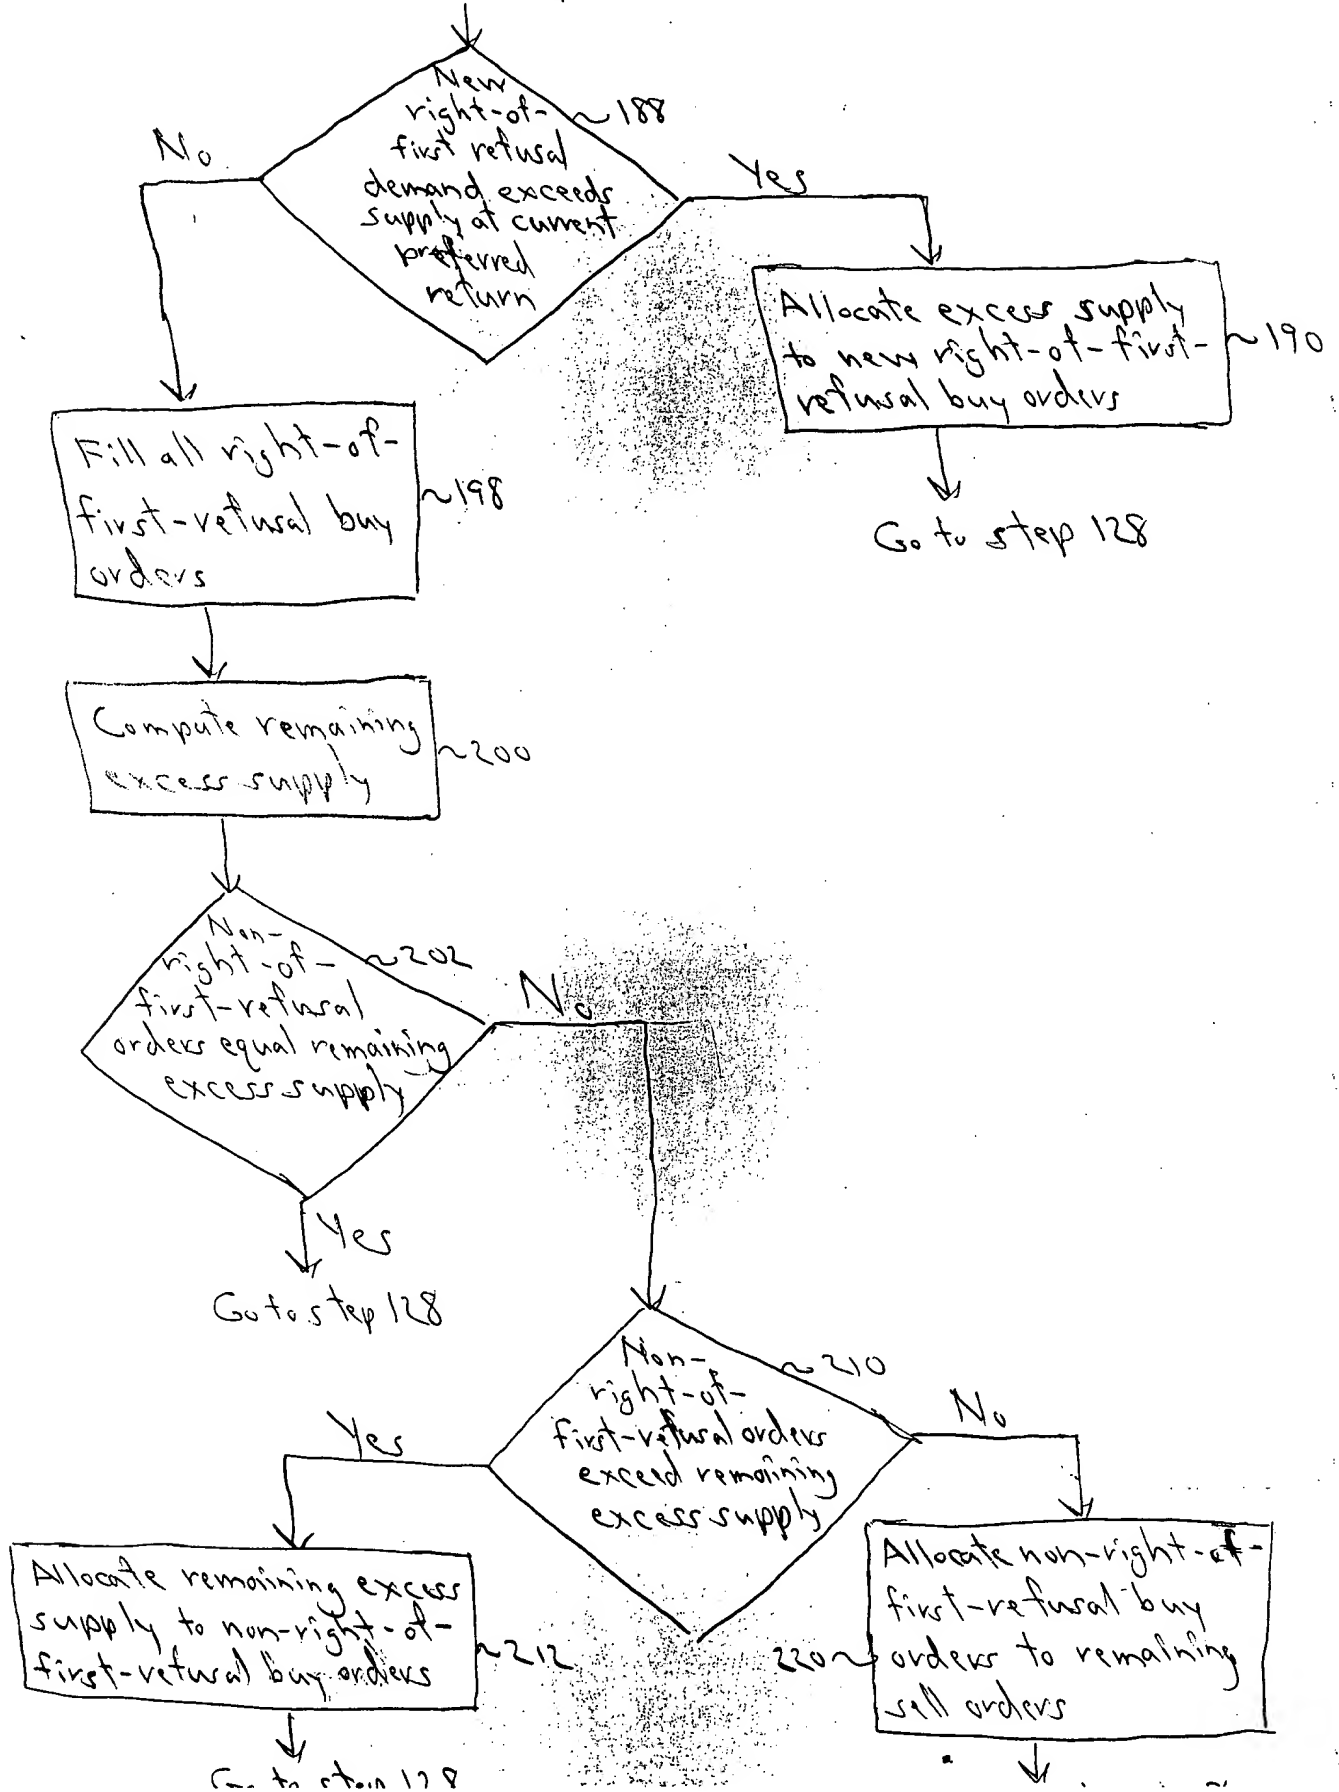 New
right-of-
first refusal
demand exceeds
supply at current
preferred
return
~188
No
Yes
Allocate excess supply
to new right-of-first-
refusal buy orders
~190
Go to step 128
Fill all right-of-
first-refusal buy
orders
~198
Compute remaining
excess supply
~200
Non-
right-of-
first-refusal
orders equal remaining
excess supply
~202
No
Yes
Go to step 128
Non-
right-of-
first-refusal orders
exceed remaining
excess supply
~210
Yes
No
Allocate remaining excess
supply to non-right-of-
first-refusal buy orders
~212
Go to step 128
Allocate non-right-of-
first-refusal buy
orders to remaining
sell orders
220~